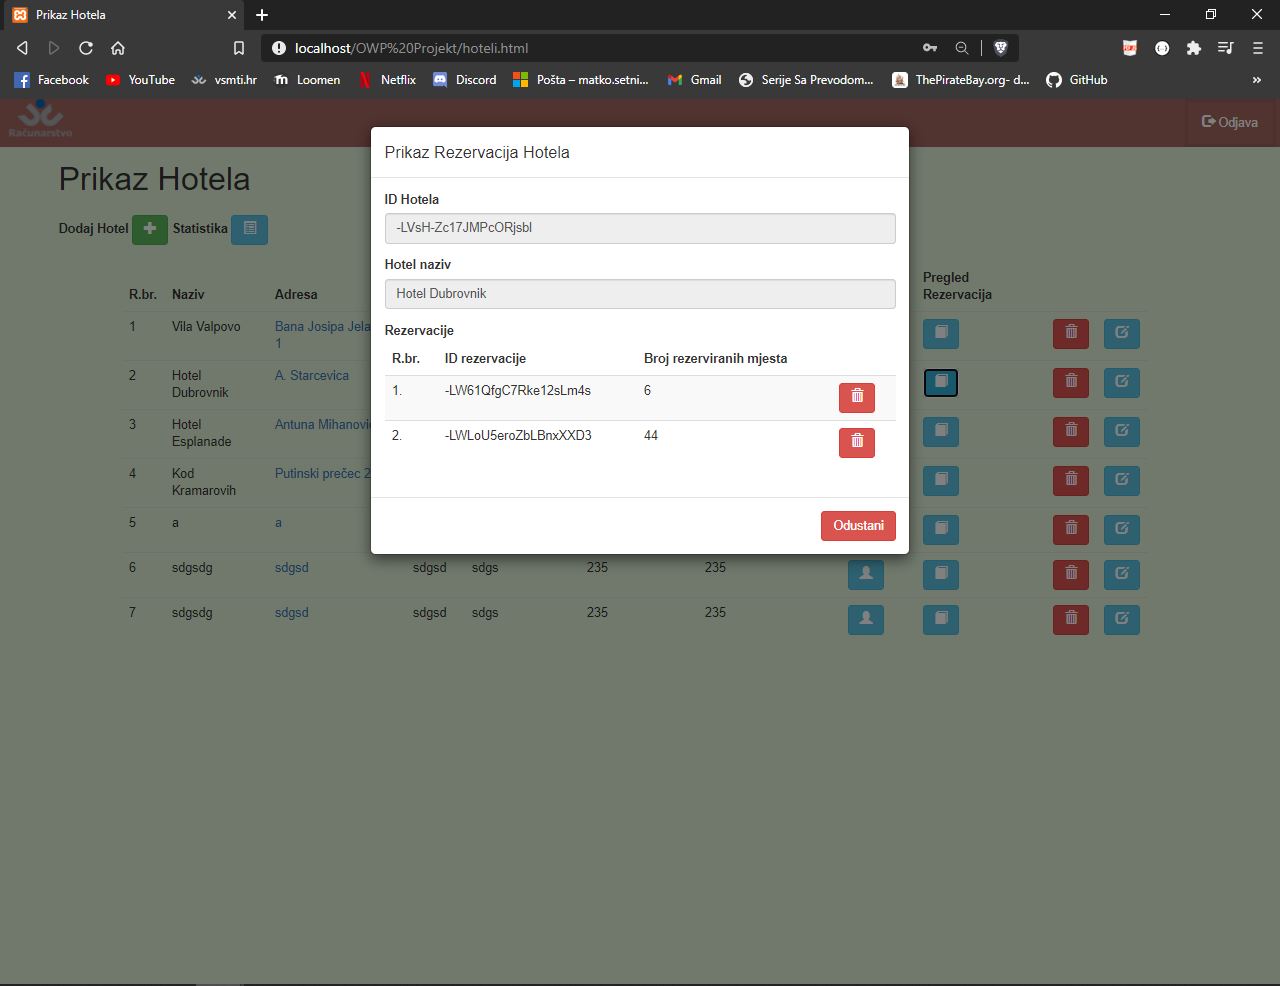 Prikaz Hotela
localhost/OWP%20Projekt/hoteli.html
Facebook YouTube vsmti.hr Loomen Netflix Discord Pošta – matko.setni... Gmail Serije Sa Prevodom... ThePirateBay.org- d... GitHub »
Računarstvo
Odjava
Prikaz Hotela
Dodaj Hotel Statistika
R.br. Naziv Adresa Pregled Rezervacija
1 Vila Valpovo Bana Josipa Jela
1
2 Hotel Dubrovnik A. Starcevica
3 Hotel Esplanade Antuna Mihanovi
4 Kod Kramarovih Putinski prečec 2
5 a a
6 sdgsdg sdgsd sdgsd sdgs 235 235
7 sdgsdg sdgsd sdgsd sdgs 235 235
Prikaz Rezervacija Hotela
ID Hotela
-LVsH-Zc17JMPcORjsbl
Hotel naziv
Hotel Dubrovnik
Rezervacije
R.br. ID rezervacije Broj rezerviranih mjesta
1. -LW61QfgC7Rke12sLm4s 6
2. -LWLoU5eroZbLBnxXXD3 44
Odustani